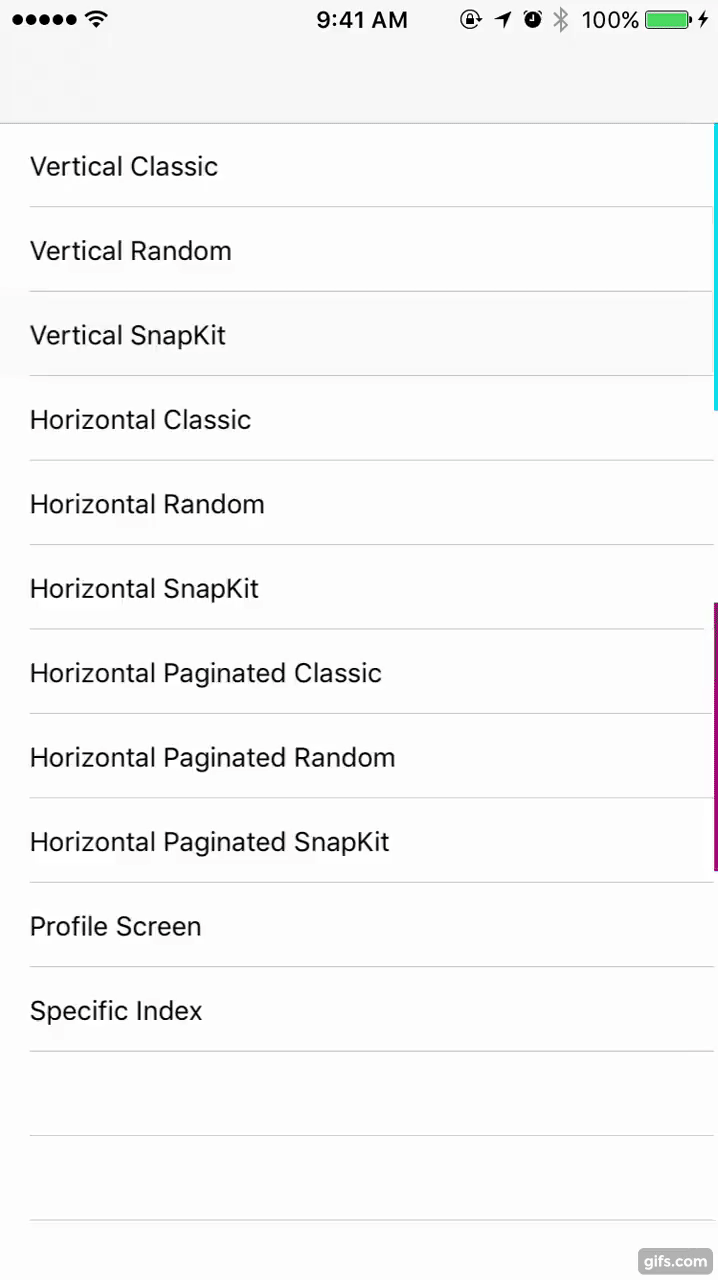 9:41 AM 100%
Vertical Classic
Vertical Random
Vertical SnapKit
Horizontal Classic
Horizontal Random
Horizontal SnapKit
Horizontal Paginated Classic
Horizontal Paginated Random
Horizontal Paginated SnapKit
Profile Screen
Specific Index
gifs.com